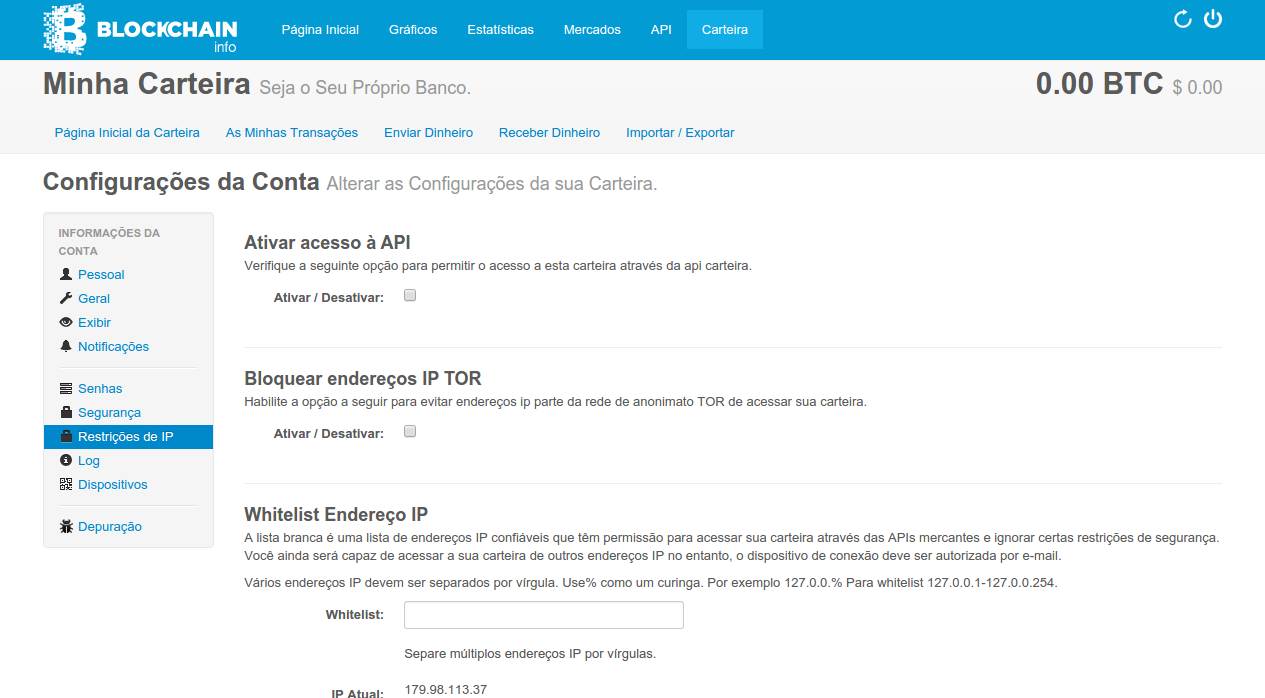 BLOCKCHAIN
info
Página Inicial Gráficos Estatísticas Mercados API Carteira
Minha Carteira Seja o Seu Próprio Banco.
0.00 BTC $ 0.00
Página Inicial da Carteira As Minhas Transações Enviar Dinheiro Receber Dinheiro Importar / Exportar
Configurações da Conta Alterar as Configurações da sua Carteira.
INFORMAÇÕES DA
CONTA
Pessoal
Geral
Exibir
Notificações
Senhas
Segurança
Restrições de IP
Log
Dispositivos
Depuração
Ativar acesso à API
Verifique a seguinte opção para permitir o acesso a esta carteira através da api carteira.
Ativar / Desativar:
Bloquear endereços IP TOR
Habilite a opção a seguir para evitar endereços ip parte da rede de anonimato TOR de acessar sua carteira.
Ativar / Desativar:
Whitelist Endereço IP
A lista branca é uma lista de endereços IP confiáveis que têm permissão para acessar sua carteira através das APIs mercantes e ignorar certas restrições de segurança.
Você ainda será capaz de acessar a sua carteira de outros endereços IP no entanto, o dispositivo de conexão deve ser autorizada por e-mail.
Vários endereços IP devem ser separados por vírgula. Use% como um curinga. Por exemplo 127.0.0.% Para whitelist 127.0.0.1-127.0.0.254.
Whitelist:
Separe múltiplos endereços IP por vírgulas.
IP Atual: 179.98.113.37